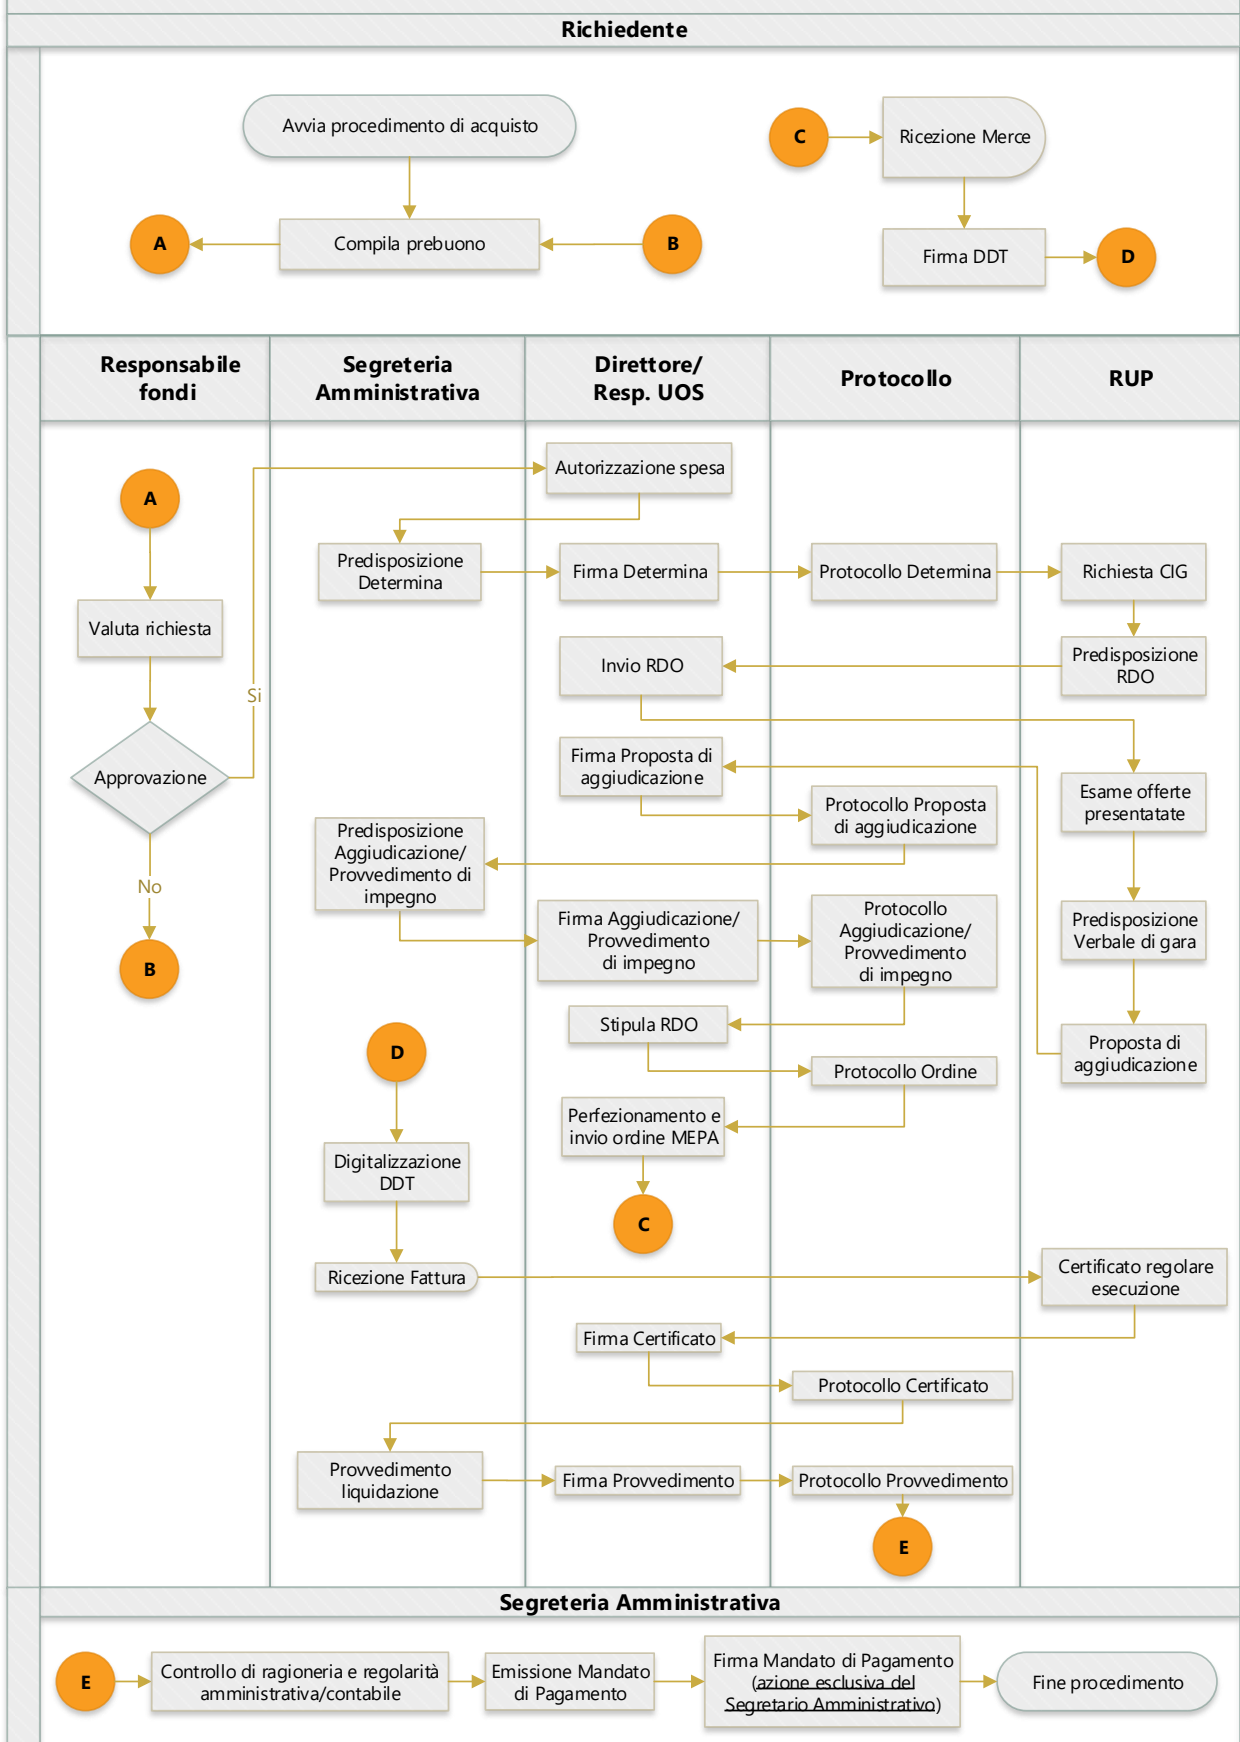 Richiedente
Avvia procedimento di acquisto
C
Ricezione Merce
A
Compila prebuono
B
Firma DDT
D
Responsabile
fondi
Segreteria
Amministrativa
Direttore/
Resp. UOS
Protocollo
RUP
Autorizzazione spesa
A
Predisposizione
Determina
Firma Determina
Protocollo Determina
Richiesta CIG
Valuta richiesta
Invio RDO
Predisposizione
RDO
Si
Approvazione
Firma Proposta di
aggiudicazione
Esame offerte
presentatate
Protocollo Proposta
di aggiudicazione
Predisposizione
Aggiudicazione/
Provvedimento di
impegno
No
Firma Aggiudicazione/
Provvedimento
di impegno
Protocollo
Aggiudicazione/
Provvedimento
di impegno
Predisposizione
Verbale di gara
B
Stipula RDO
D
Proposta di
aggiudicazione
Protocollo Ordine
Perfezionamento e
invio ordine MEPA
Digitalizzazione
DDT
C
Ricezione Fattura
Certificato regolare
esecuzione
Firma Certificato
Protocollo Certificato
Provvedimento
liquidazione
Firma Provvedimento
Protocollo Provvedimento
E
Segreteria Amministrativa
E
Controllo di ragioneria e regolarità
amministrativa/contabile
Emissione Mandato
di Pagamento
Firma Mandato di Pagamento
(azione esclusiva del
Segretario Amministrativo)
Fine procedimento